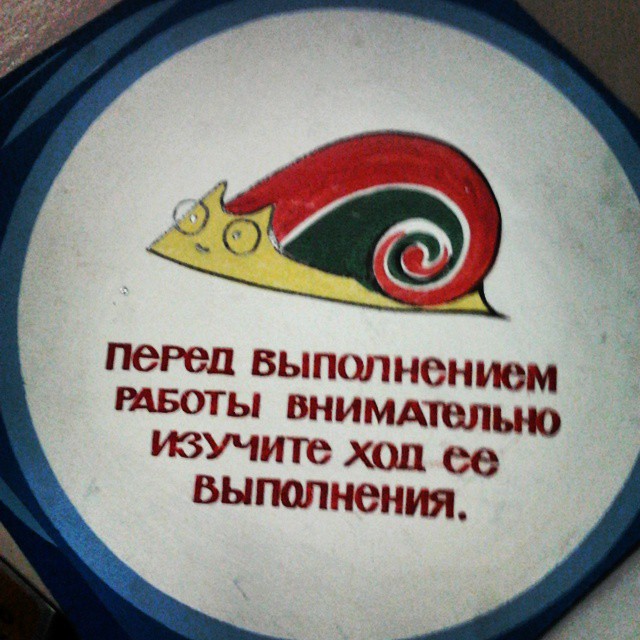 ПЕРЕД ВЫПОЛНЕНИЕМ
РАБОТЫ ВНИМАТЕЛЬНО
ИЗУЧИТЕ ХОД ЕЕ
ВЫПОЛНЕНИЯ.